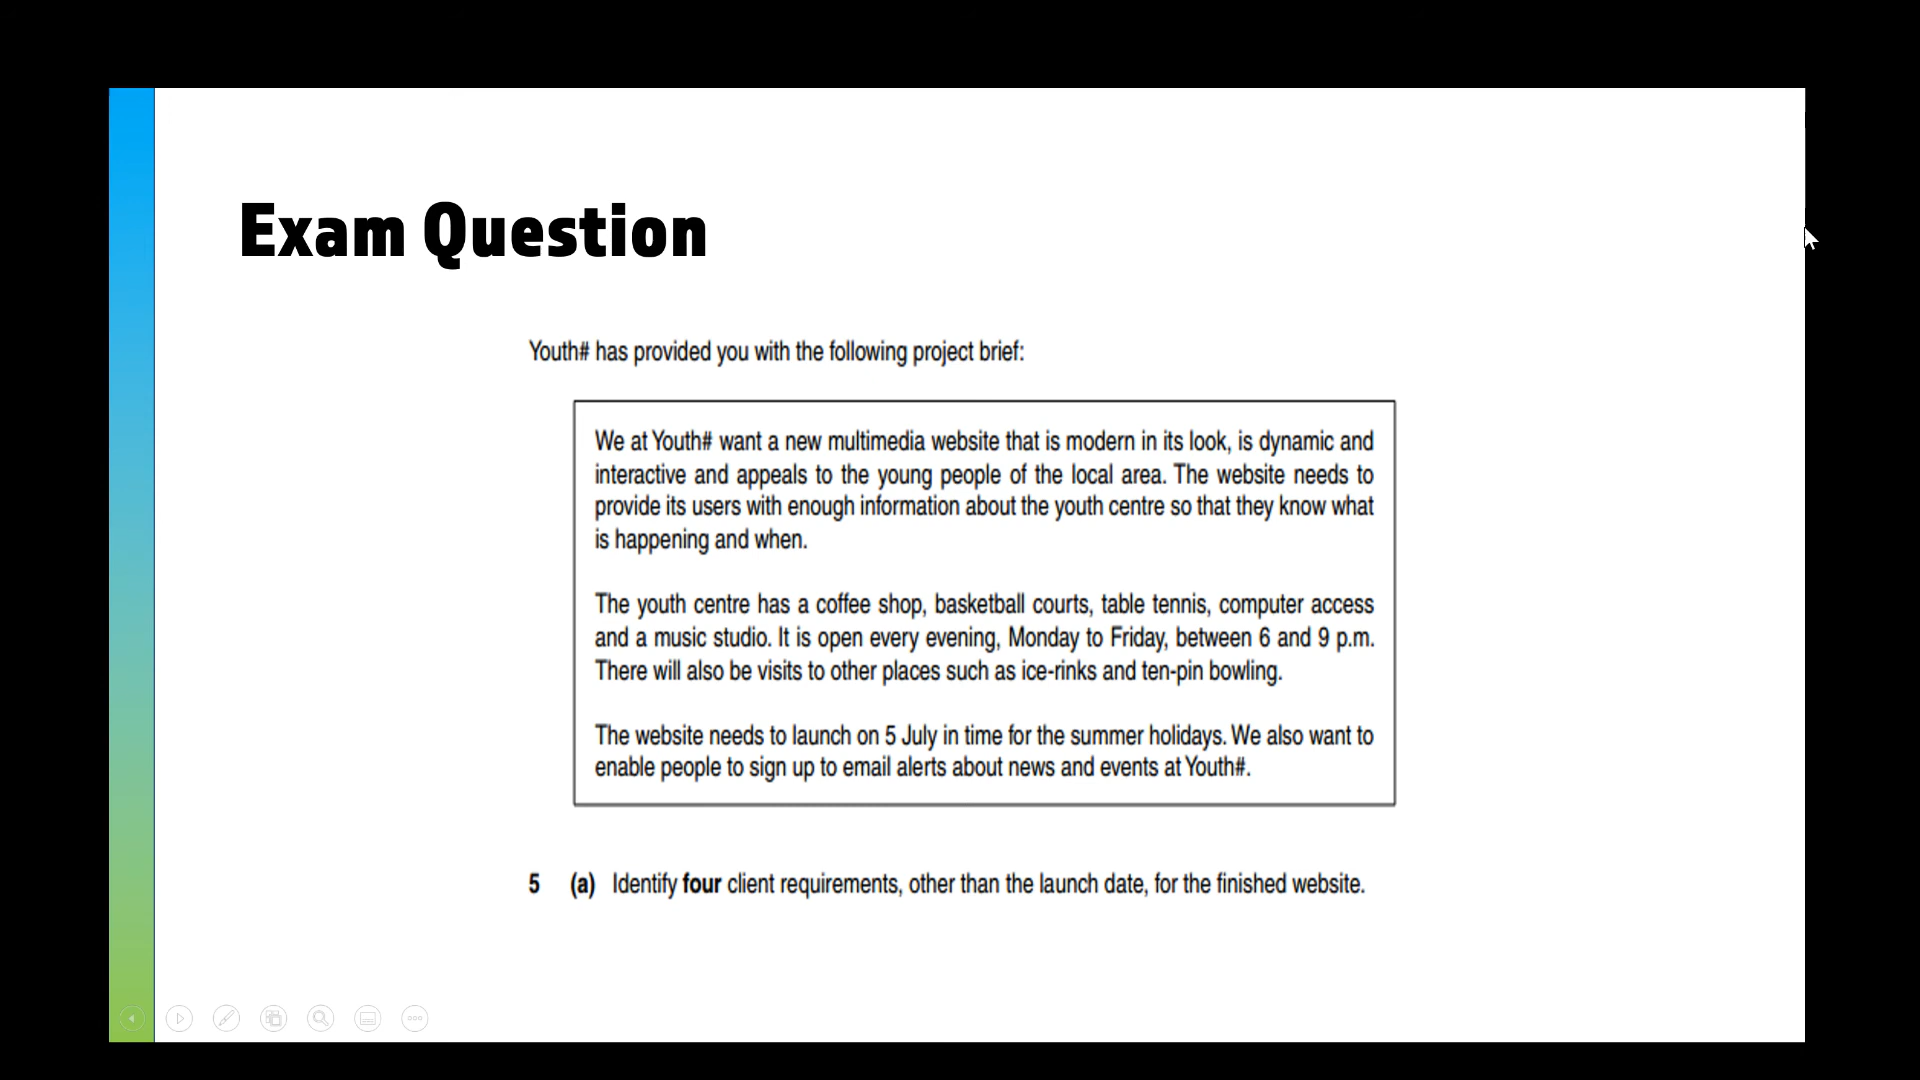 Exam Question
Youth# has provided you with the following project brief:
We at Youth# want a new multimedia website that is modern in its look, is dynamic and
interactive and appeals to the young people of the local area. The website needs to
provide its users with enough information about the youth centre so that they know what
is happening and when.
The youth centre has a coffee shop, basketball courts, table tennis, computer access
and a music studio. It is open every evening, Monday to Friday, between 6 and 9 p.m.
There will also be visits to other places such as ice-rinks and ten-pin bowling.
The website needs to launch on 5 July in time for the summer holidays. We also want to
enable people to sign up to email alerts about news and events at Youth#.
5 (a) Identify four client requirements, other than the launch date, for the finished website.